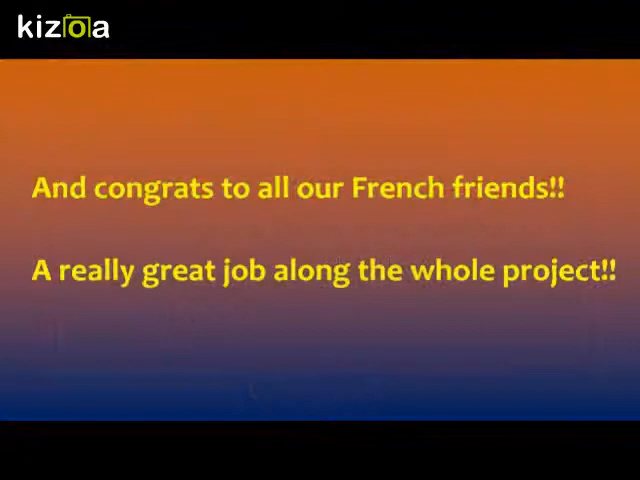 kizoa
And congrats to all our French friends!!
A really great job along the whole project!!